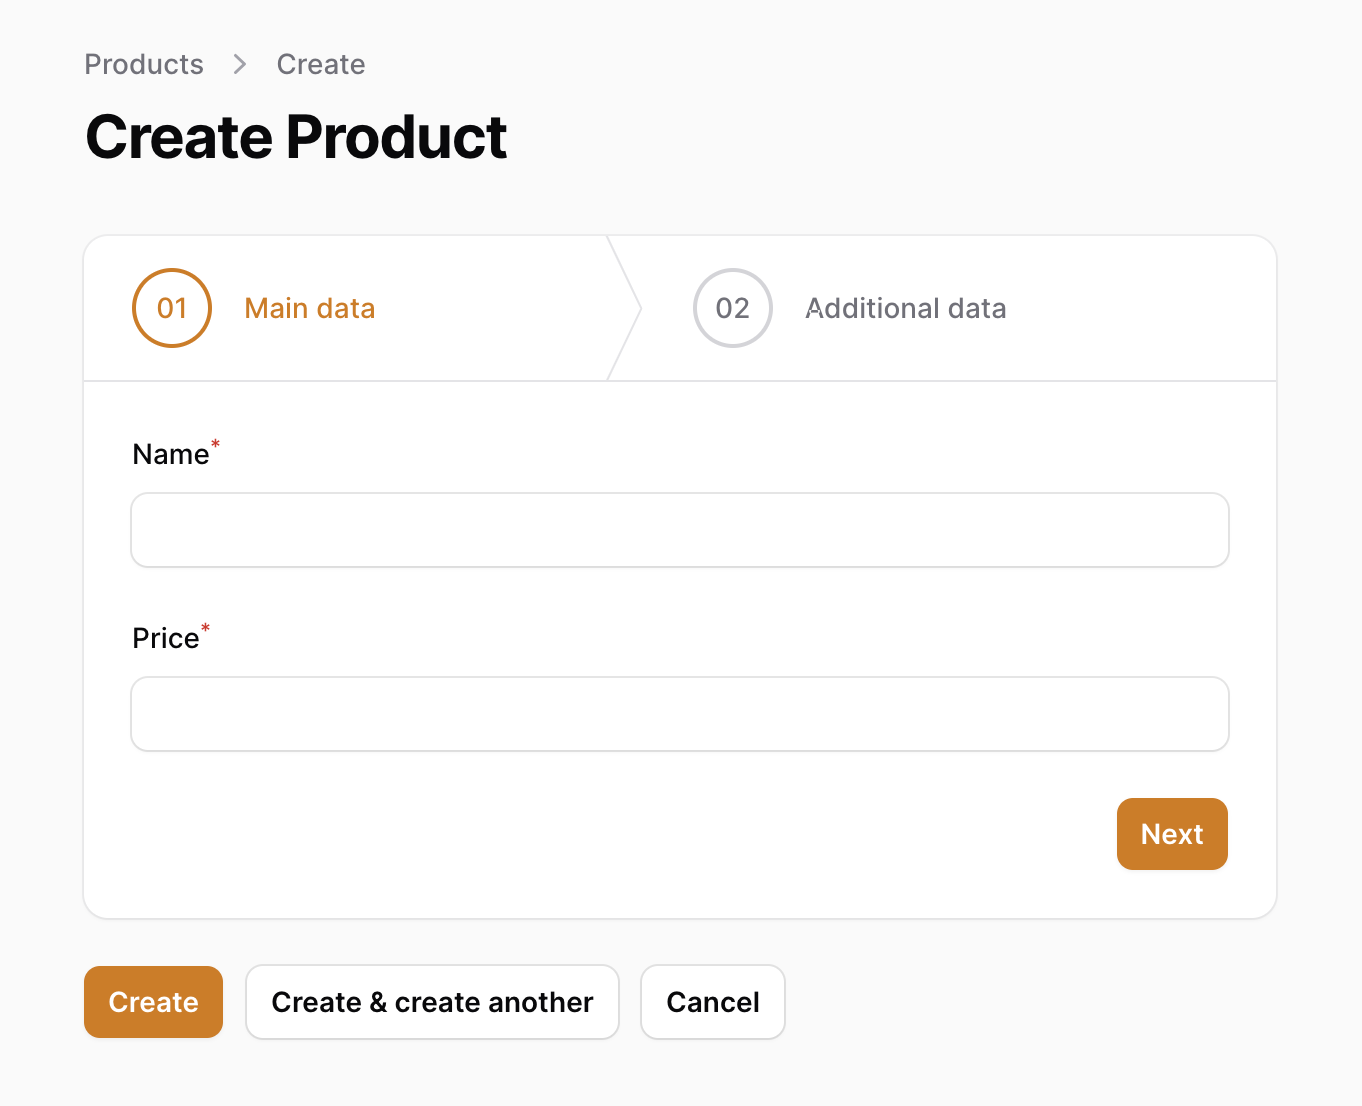 Products > Create
Create Product
01 Main data
02 Additional data
Name*
Price*
Next
Create
Create & create another
Cancel